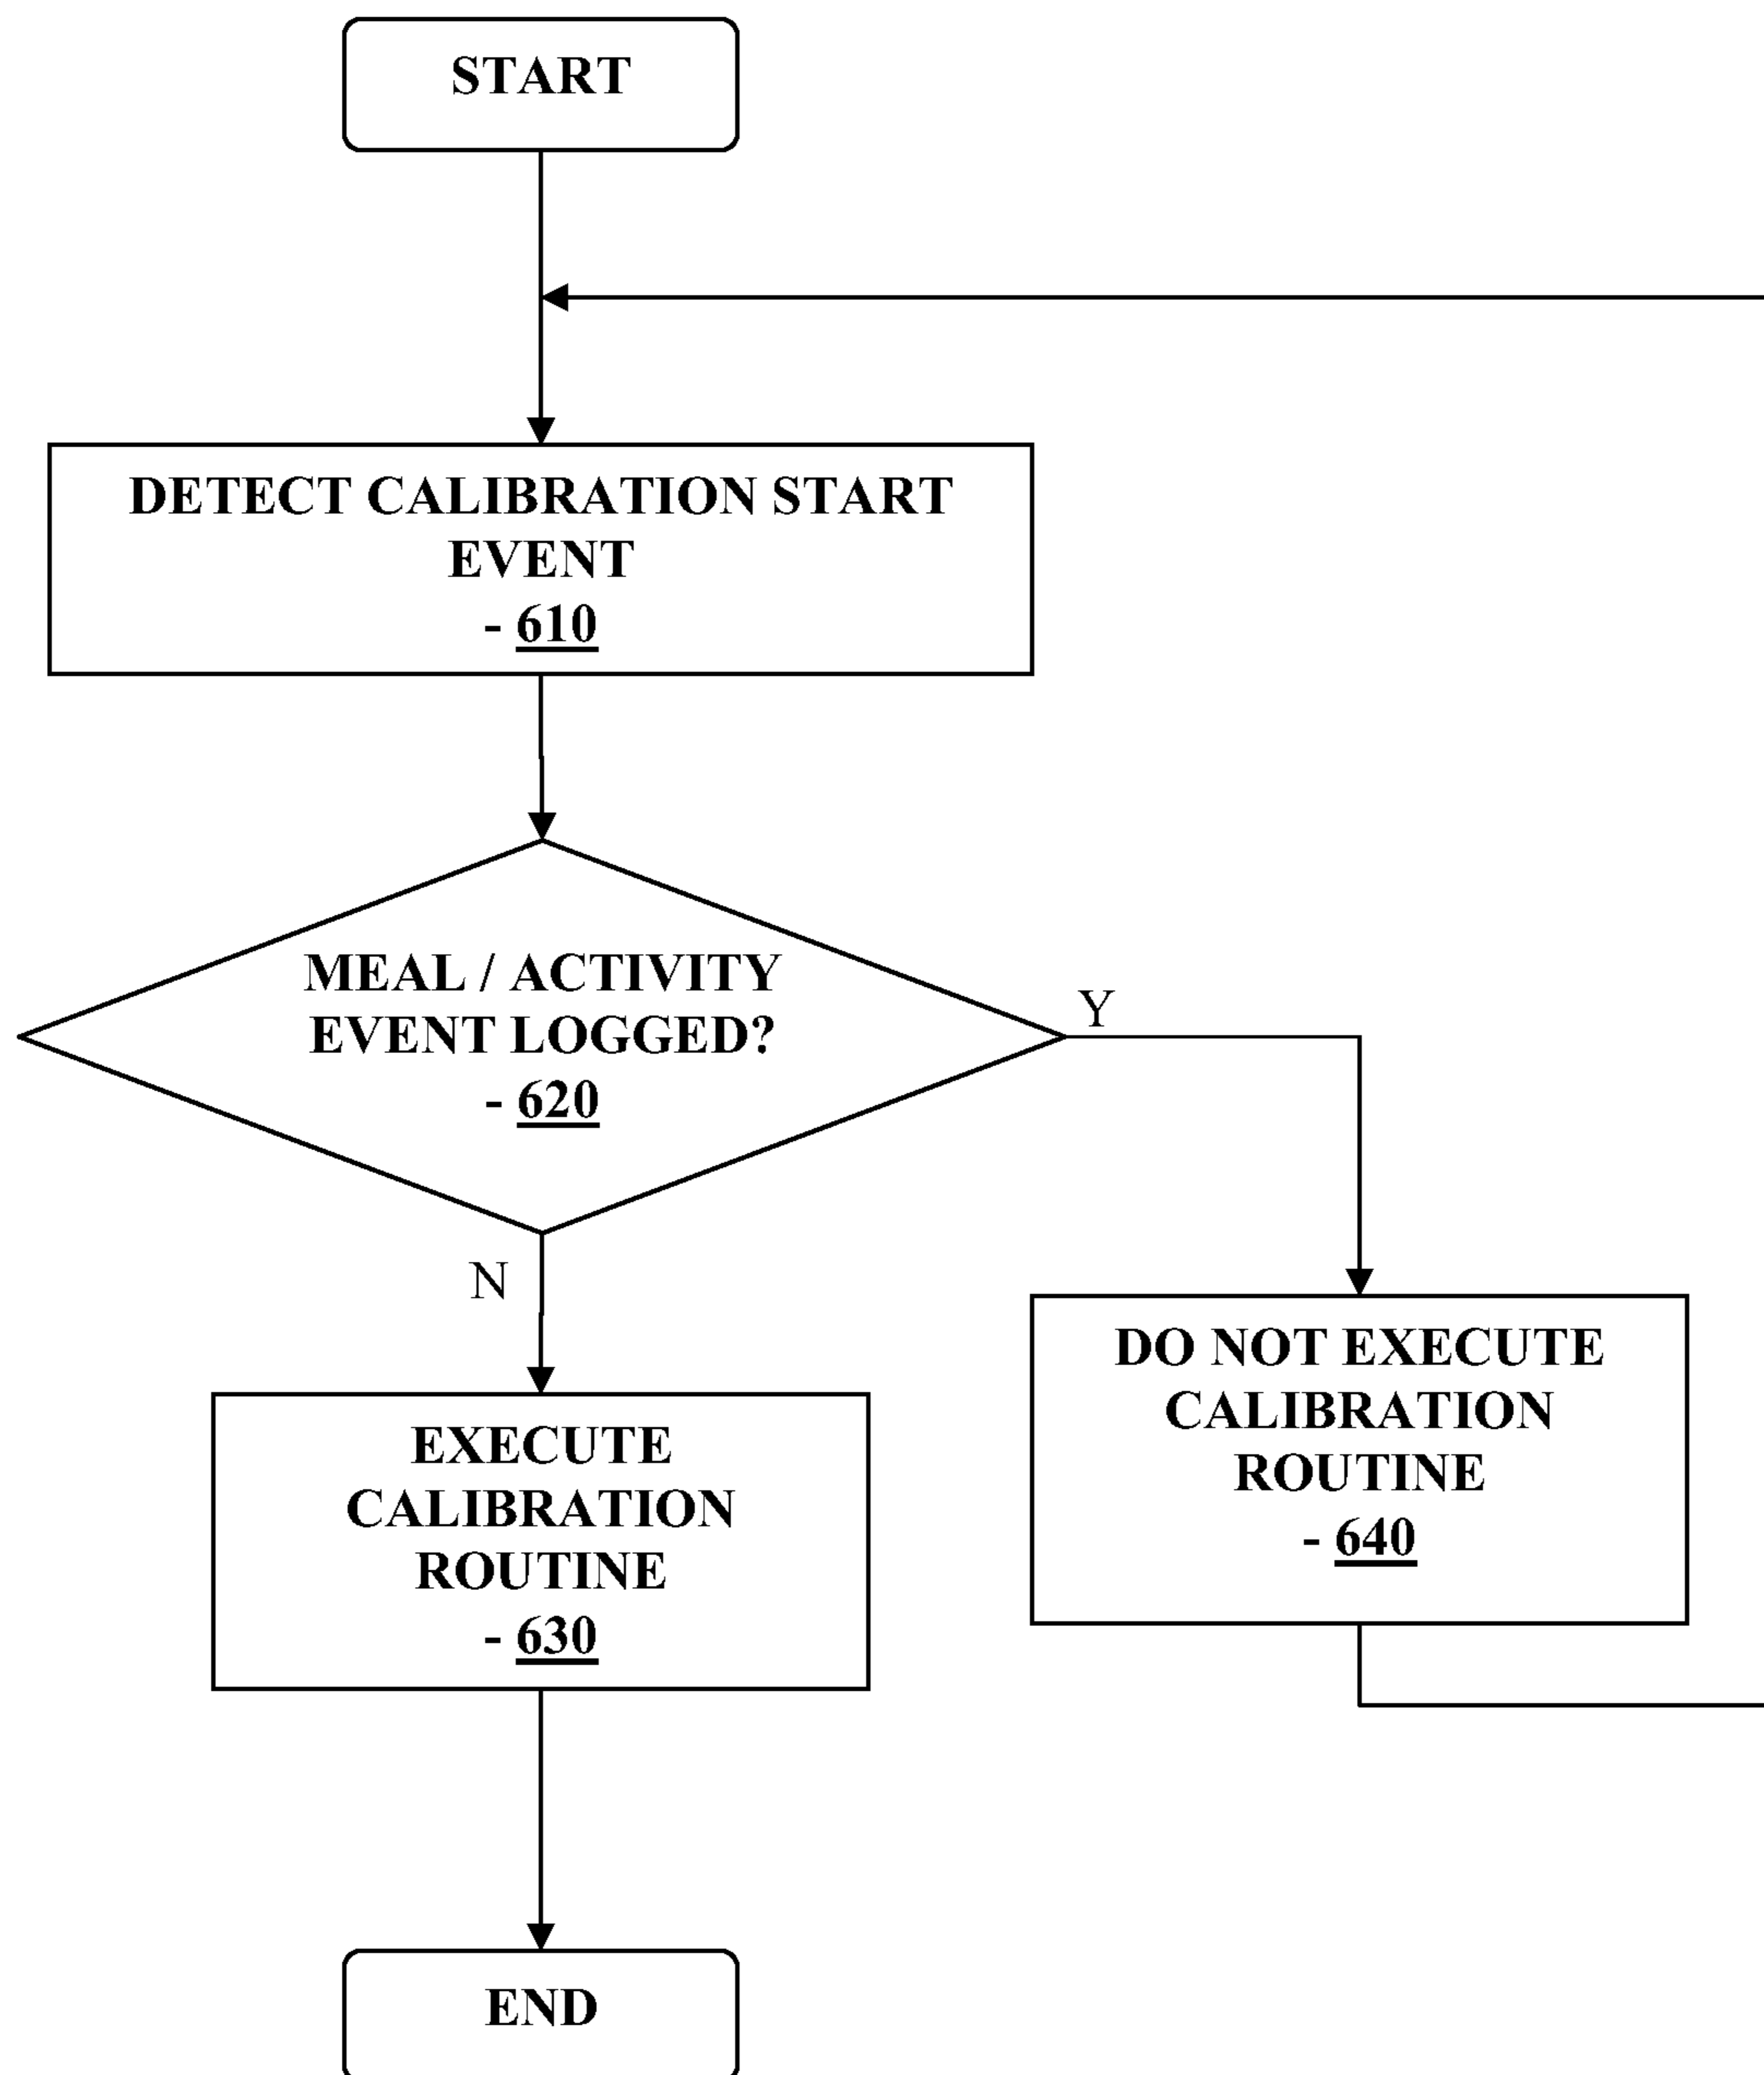 START
DETECT CALIBRATION START
EVENT
- 610
MEAL / ACTIVITY
EVENT LOGGED?
- 620
Y
N
DO NOT EXECUTE
CALIBRATION
ROUTINE
- 640
EXECUTE
CALIBRATION
ROUTINE
- 630
END